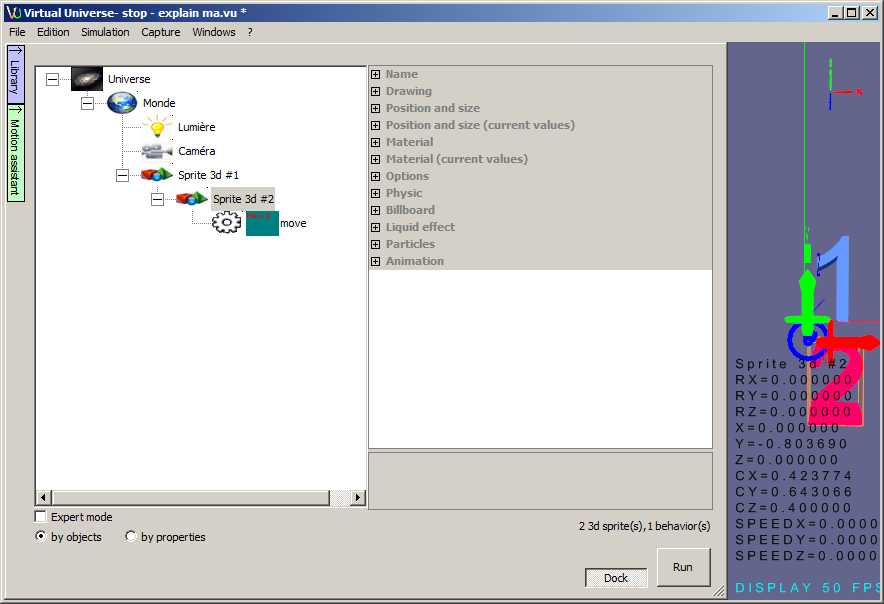 Virtual Universe- stop - explain ma.vu *
File Edition Simulation Capture Windows ?
Library
Motion assistant
Universe
Monde
Lumière
Caméra
Sprite 3d #1
Sprite 3d #2
move
Name
Drawing
Position and size
Position and size (current values)
Material
Material (current values)
Options
Physic
Billboard
Liquid effect
Particles
Animation
Expert mode
by objects by properties
2 3d sprite(s),1 behavior(s)
Dock
Run
x
1
2
Sprite 3d #2
RX=0.000000
RY=0.000000
RZ=0.000000
X=0.000000
Y=-0.803690
Z=0.000000
CX=0.423774
CY=0.643066
CZ=0.400000
SPEEDX=0.0000
SPEEDY=0.0000
SPEEDZ=0.0000
DISPLAY 50 FPS